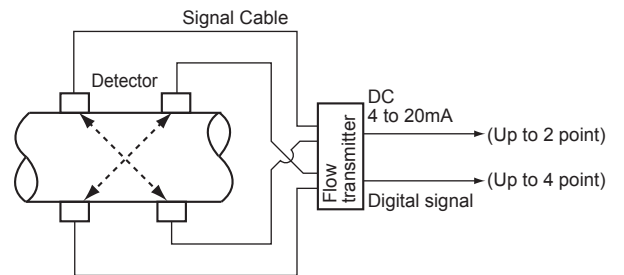 Signal Cable
Detector
Flow
transmitter
DC
4 to 20mA
(Up to 2 point)
(Up to 4 point)
Digital signal